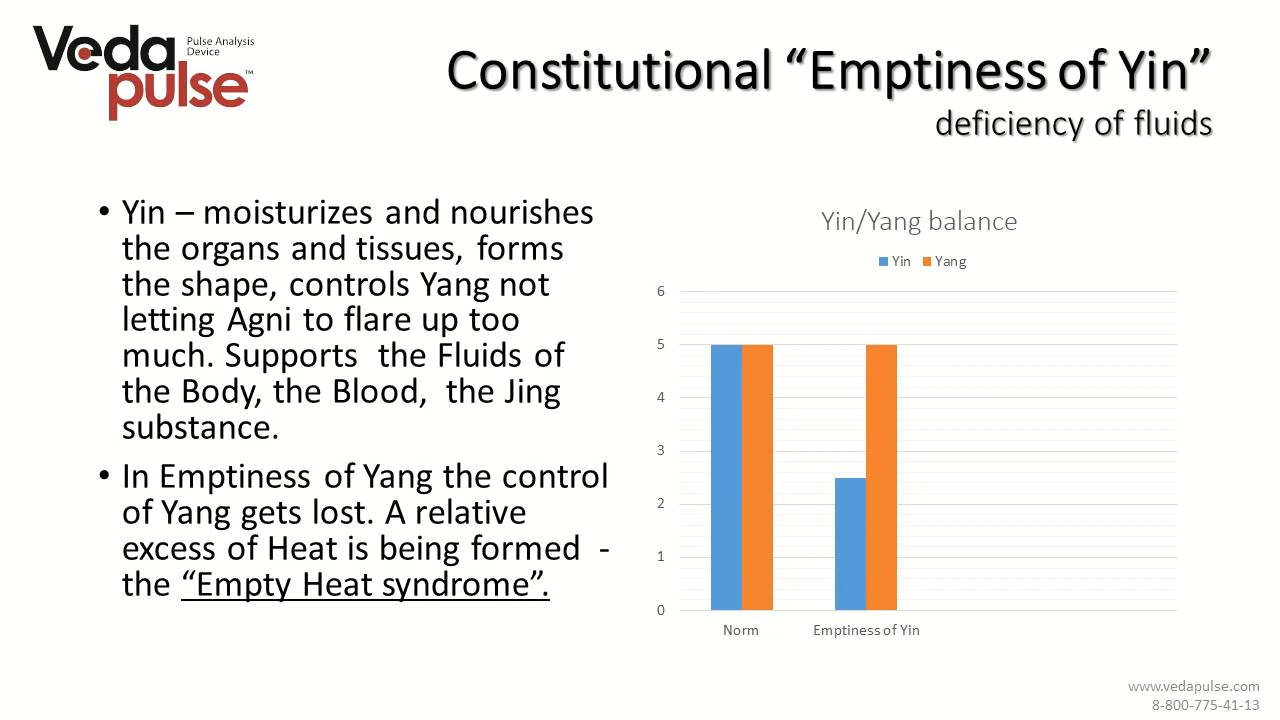 Veda
pulse™
Pulse Analysis
Device
Constitutional “Emptiness of Yin”
deficiency of fluids
• Yin – moisturizes and nourishes
the organs and tissues, forms
the shape, controls Yang not
letting Agni to flare up too
much. Supports  the Fluids of
the Body, the Blood,  the Jing
substance.
• In Emptiness of Yang the control
of Yang gets lost. A relative
excess of Heat is being formed  -
the “Empty Heat syndrome”.
Yin/Yang balance
Yin Yang
6
5
4
3
2
1
0
Norm Emptiness of Yin
www.vedapulse.com
8-800-775-41-13